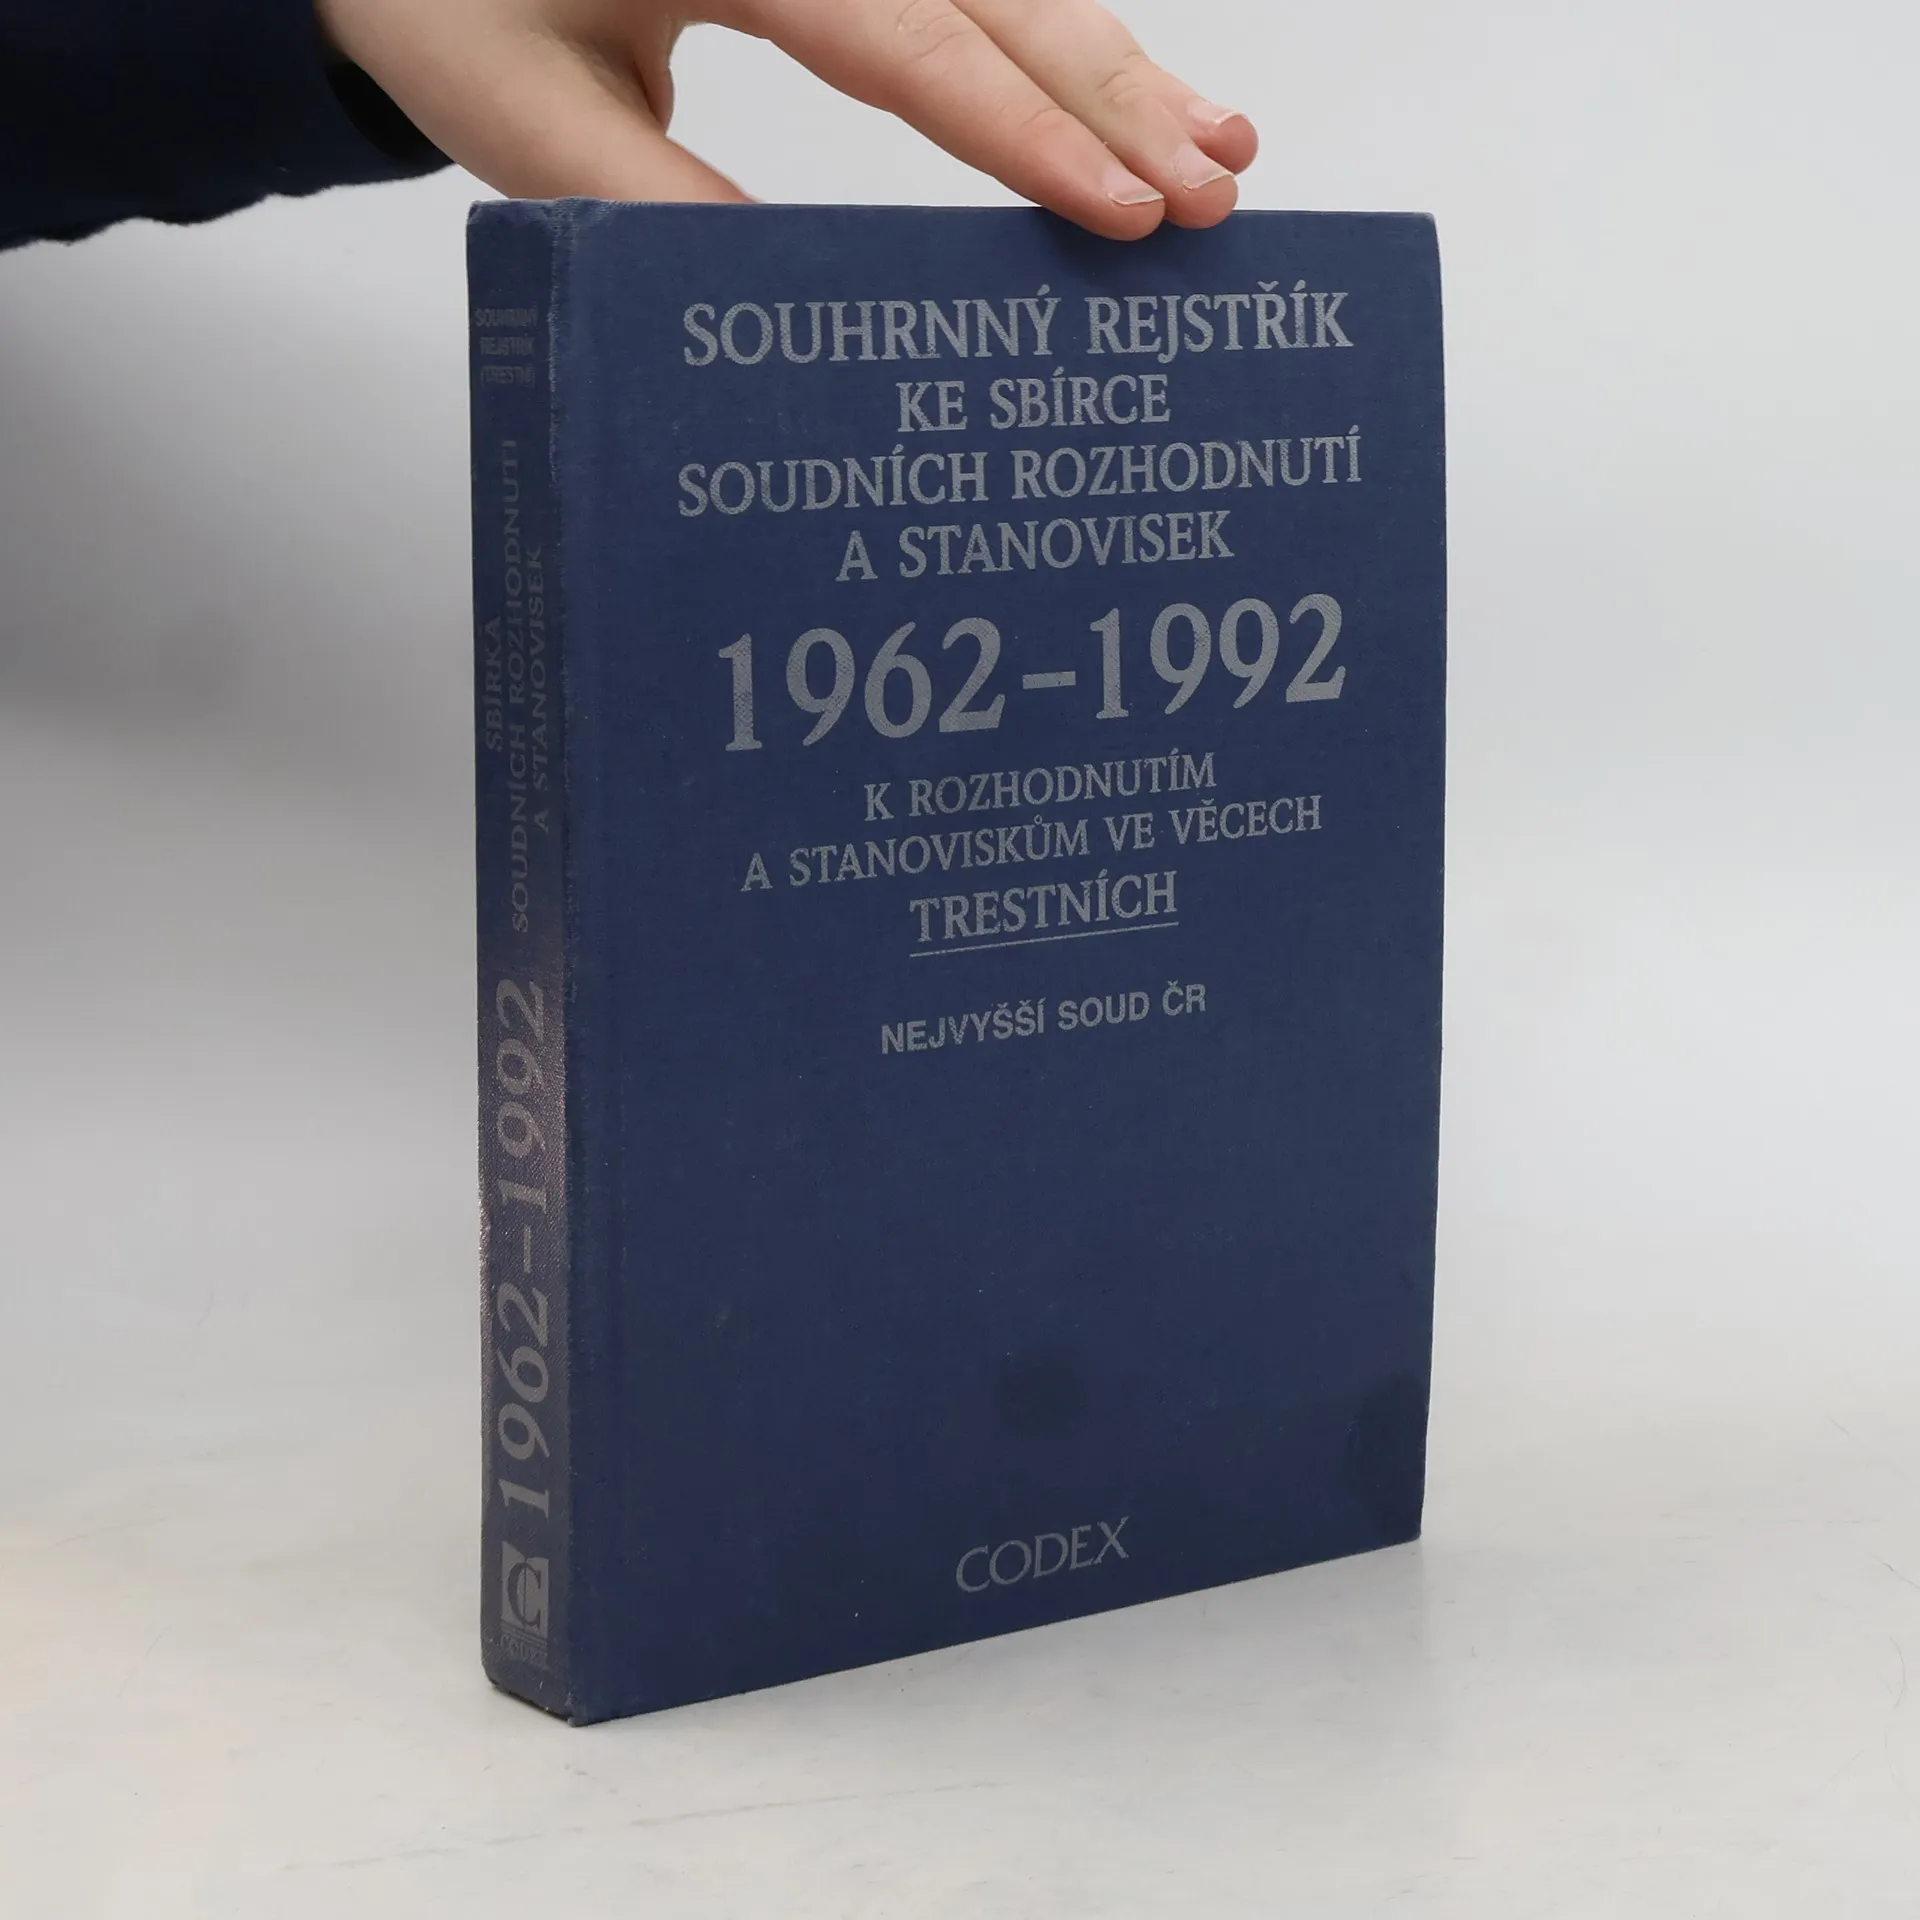 SOUHRNNÝ REJSTŘÍK
KE SBÍRCE
SOUDNÍCH ROZHODNUTÍ
A STANOVISEK
1962–1992
K ROZHODNUTÍM
A STANOVISKŮM VE VĚCECH
TRESTNÍCH
NEJVYŠŠÍ SOUD ČR
CODEX
SOUHRNNÝ
REJSTŘÍK
(TRESTNÍ)
SBÍRKA
SOUDNÍCH ROZHODNUTÍ
A STANOVISEK
1962–1992
C
CODEX